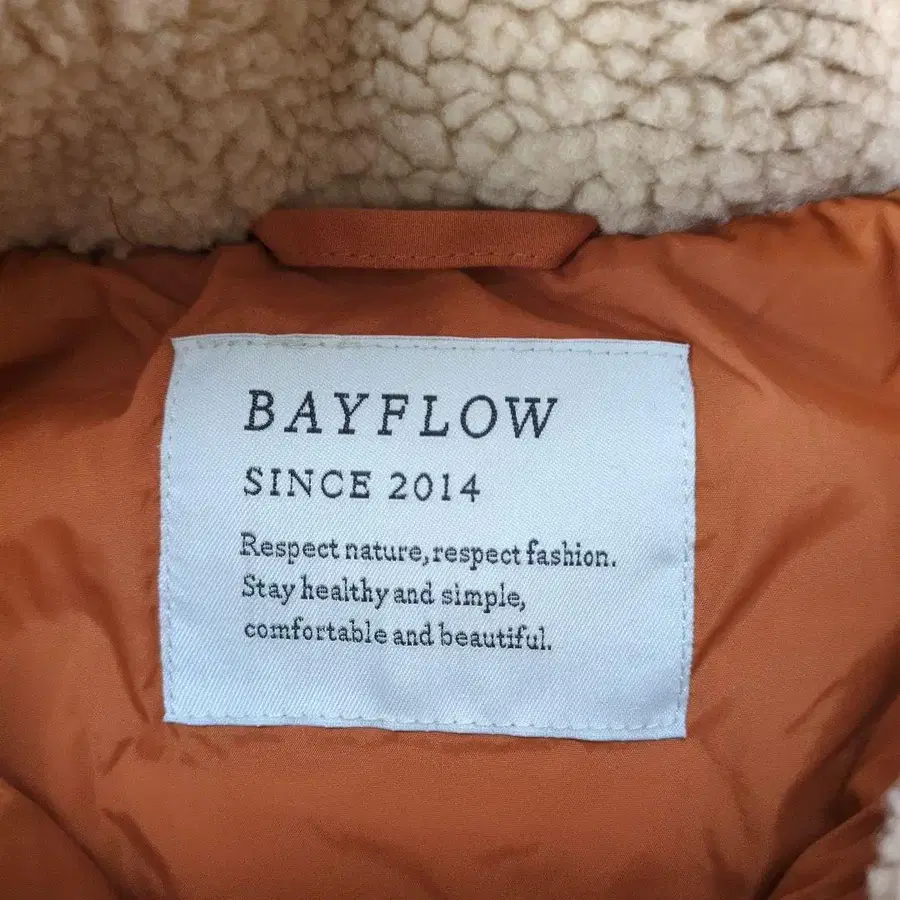 BAYFLOW
SINCE 2014
Respect nature, respect fashion.
Stay healthy and simple,
comfortable and beautiful.